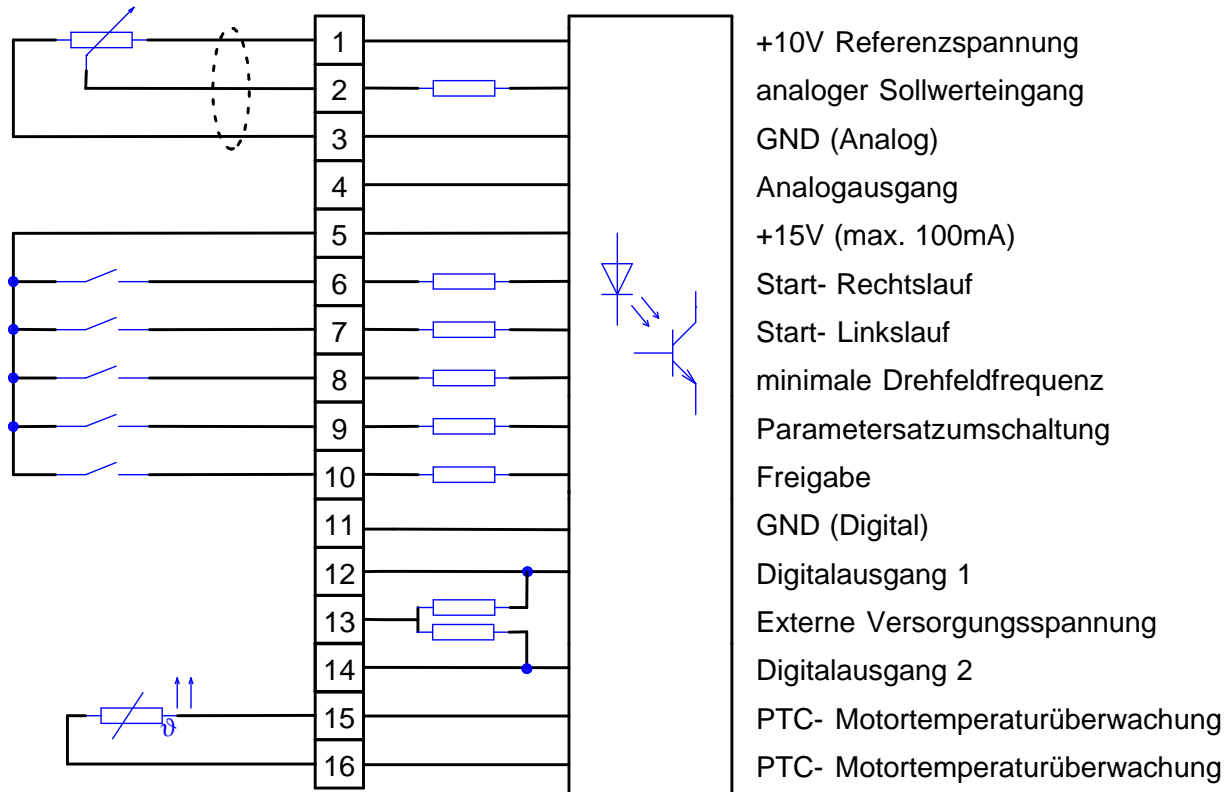 1 +10V Referenzspannung
2 analoger Sollwerteingang
3 GND (Analog)
4 Analogausgang
5 +15V (max. 100mA)
6 Start- Rechtslauf
7 Start- Linkslauf
8 minimale Drehfeldfrequenz
9 Parametersatzumschaltung
10 Freigabe
11 GND (Digital)
12 Digitalausgang 1
13 Externe Versorgungsspannung
14 Digitalausgang 2
ϑ 15 PTC- Motortemperaturüberwachung
16 PTC- Motortemperaturüberwachung